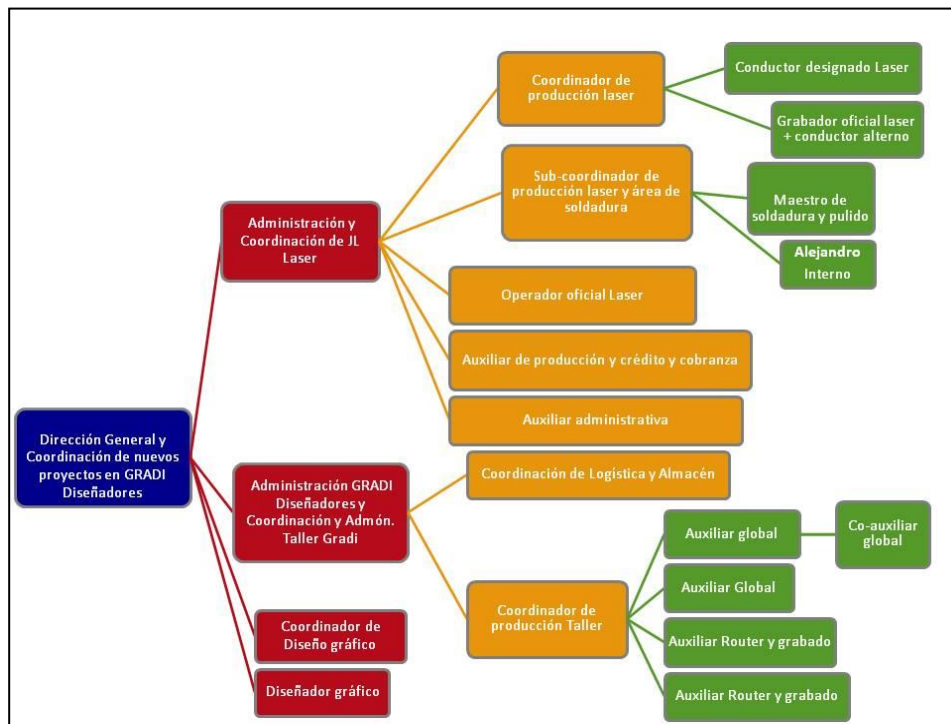 Coordinador de
producción laser
Conductor designado Laser
Grabador oficial laser
+ conductor alterno
Sub-coordinador de
producción laser y área de
soldadura
Maestro de
soldadura y pulido
Alejandro
Interno
Administración y
Coordinación de JL
Laser
Operador oficial Laser
Auxiliar de producción y crédito y cobranza
Auxiliar administrativa
Dirección General y
Coordinación de nuevos
proyectos en GRADI
Diseñadores
Administración GRADI
Diseñadores y
Coordinación y Admón.
Taller Gradi
Coordinación de Logística y Almacén
Coordinador de
producción Taller
Auxiliar global
Co-auxiliar
global
Auxiliar Global
Auxiliar Router y grabado
Auxiliar Router y grabado
Coordinador de
Diseño gráfico
Diseñador gráfico